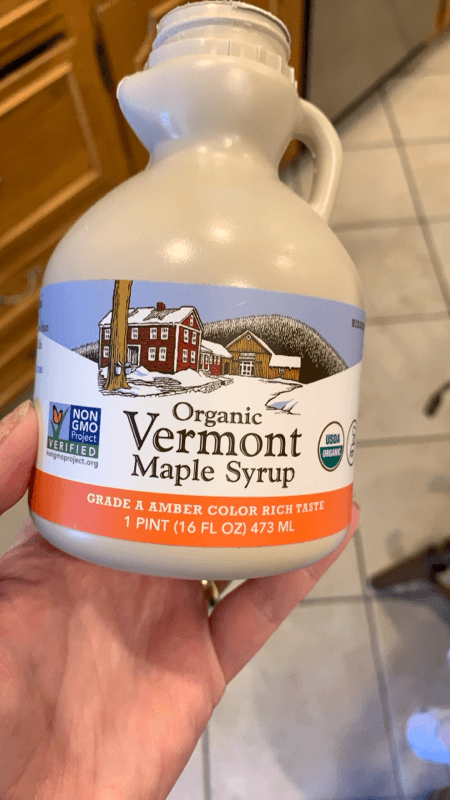 NON
GMO
Project
VERIFIED
nongmoproject.org
Organic
Vermont
Maple Syrup
USDA
ORGANIC
GRADE A AMBER COLOR RICH TASTE
1 PINT (16 FL OZ) 473 ML